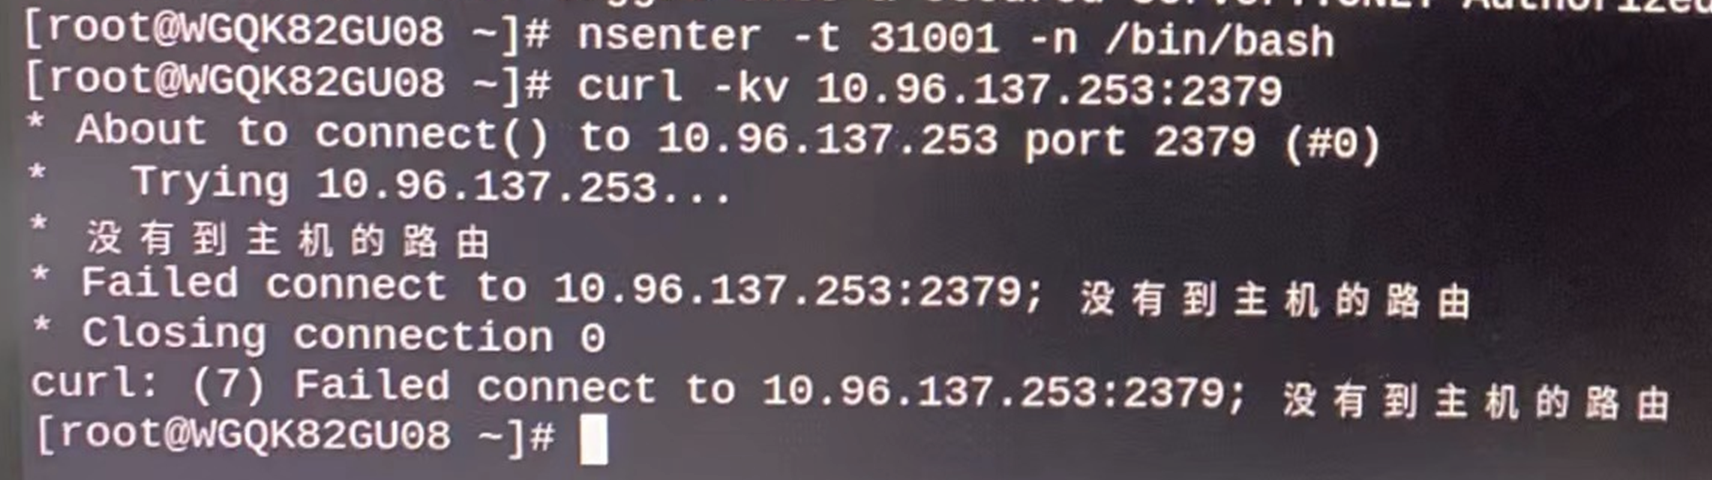 [root@WGQK82GU08 ~]# nsenter -t 31001 -n /bin/bash
[root@WGQK82GU08 ~]# curl -kv 10.96.137.253:2379
* About to connect() to 10.96.137.253 port 2379 (#0)
*   Trying 10.96.137.253...
* 没有到主机的路由
* Failed connect to 10.96.137.253:2379; 没有到主机的路由
* Closing connection 0
curl: (7) Failed connect to 10.96.137.253:2379; 没有到主机的路由
[root@WGQK82GU08 ~]#